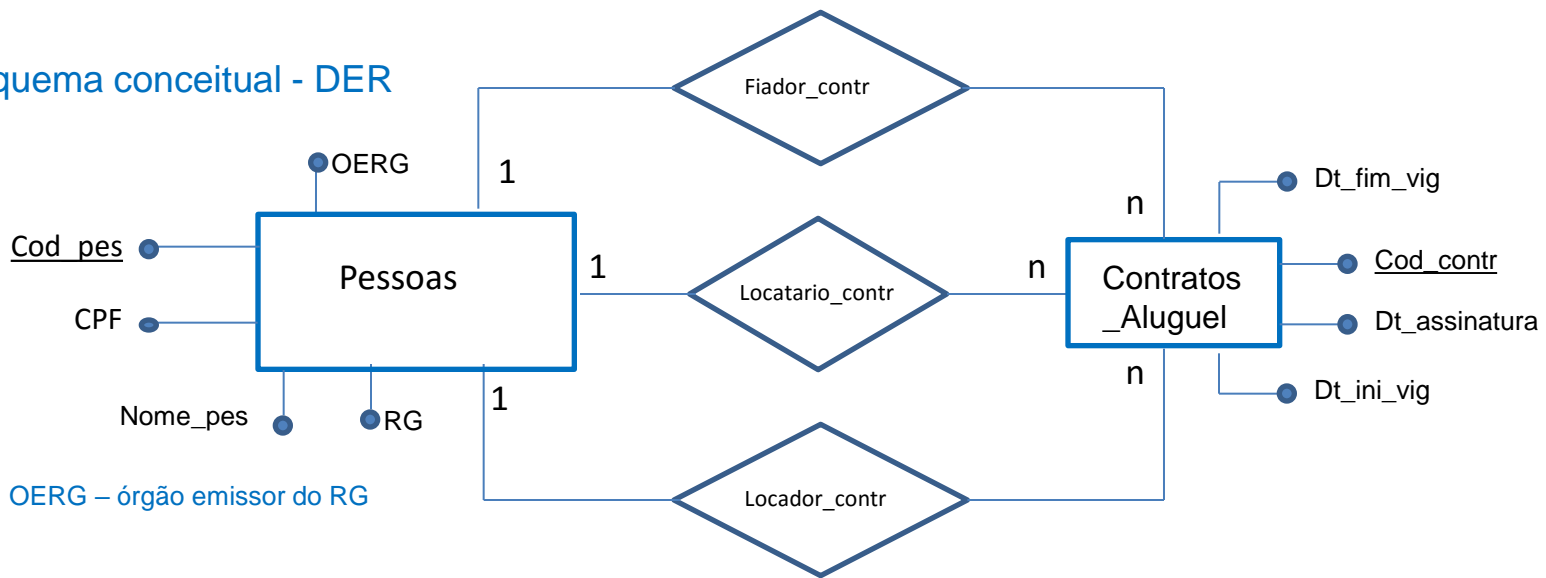 quema conceitual - DER
Fiador_contr
OERG
1
Dt_fim_vig
n
Cod_pes
Pessoas
1
Locatario_contr
n
Contratos
_Aluguel
Cod_contr
CPF
Dt_assinatura
n
1
Nome_pes
RG
Dt_ini_vig
OERG – órgão emissor do RG
Locador_contr